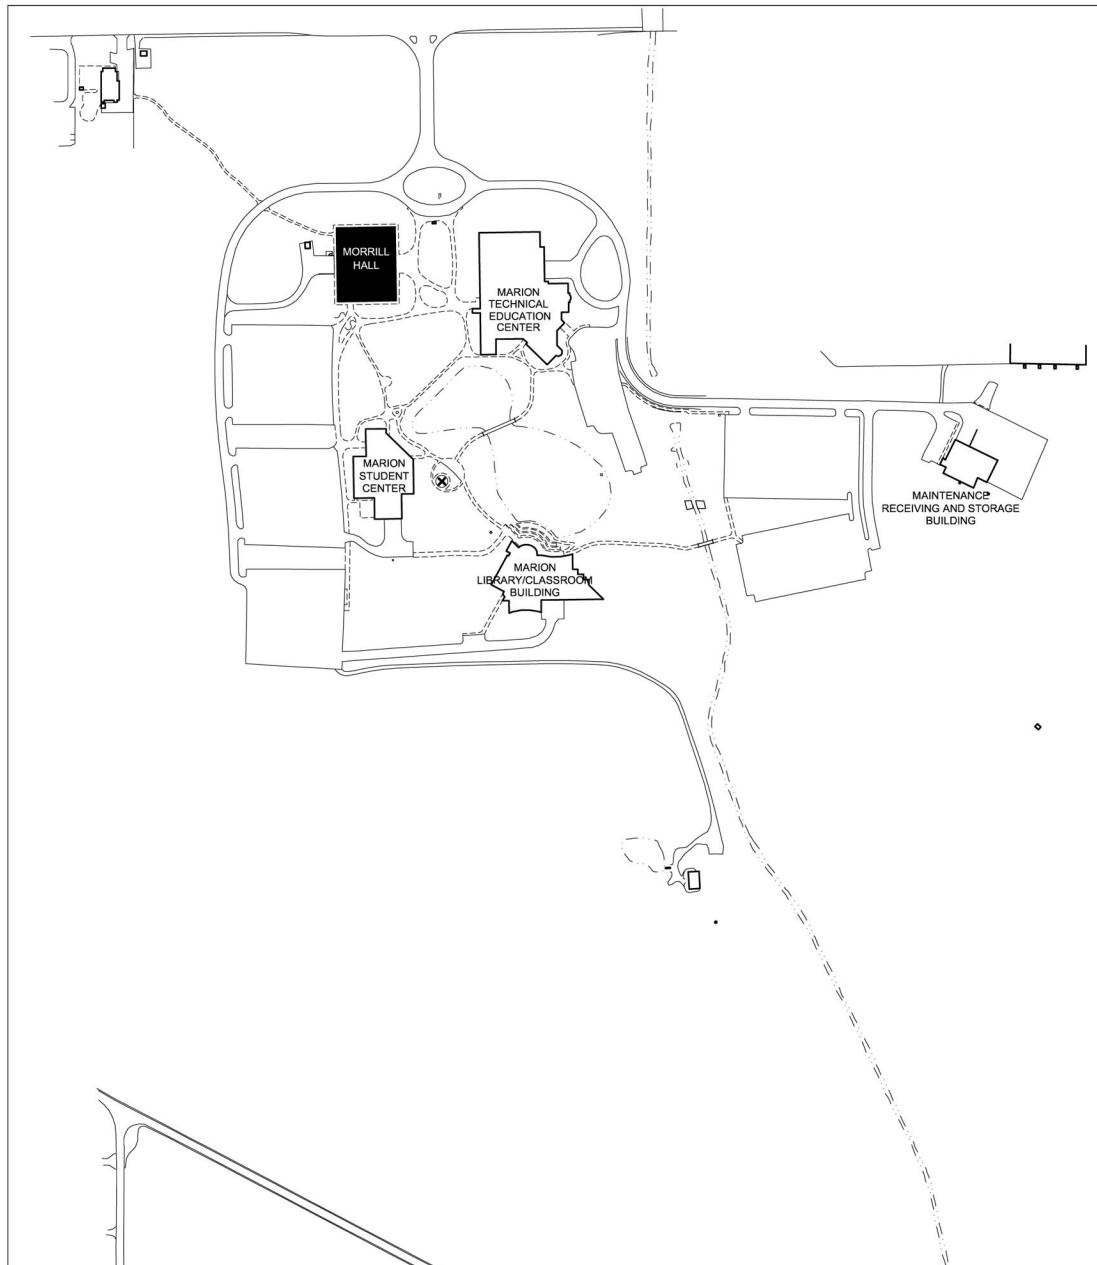 MORRILL
HALL
MARION
TECHNICAL
EDUCATION
CENTER
MARION
STUDENT
CENTER
MAINTENANCE
RECEIVING AND STORAGE
BUILDING
MARION
LIBRARY/CLASSROOM
BUILDING